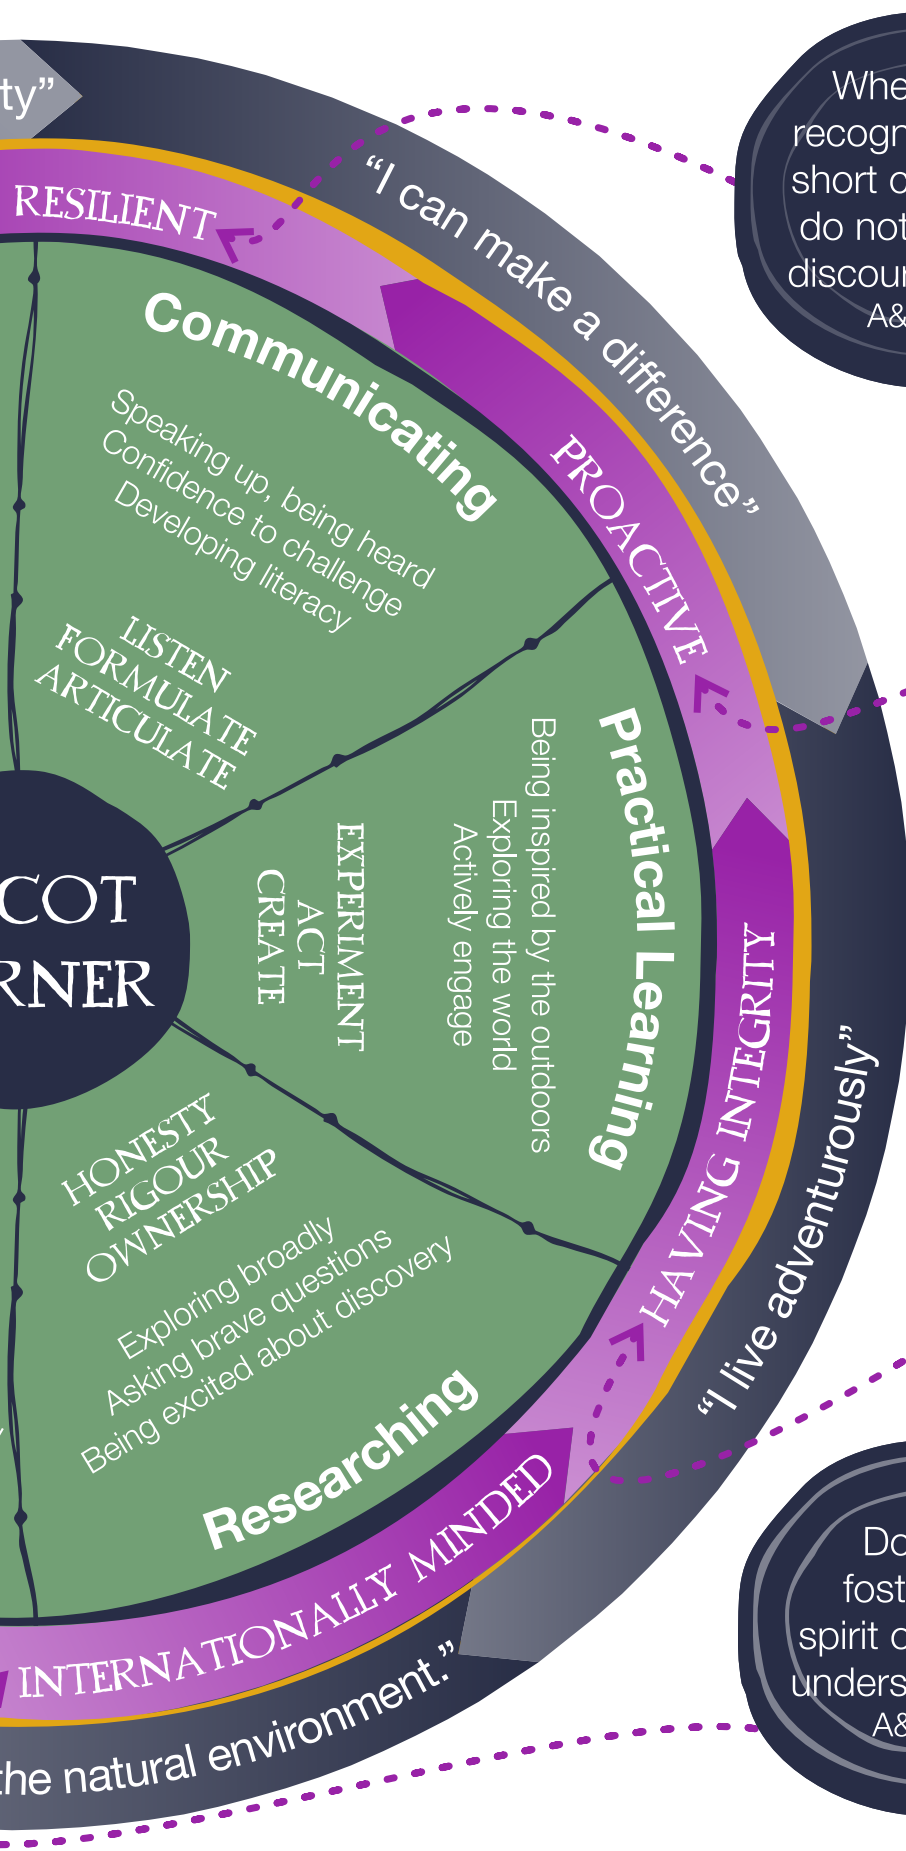 ty”
“I can make a difference”
“I live adventurously”
the natural environment.”
RESILIENT
PROACTIVE
HAVING INTEGRITY
INTERNATIONALLY MINDED
Communicating
Speaking up, being heard
Confidence to challenge
Developing literacy
LISTEN
FORMULATE
ARTICULATE
Practical Learning
Being inspired by the outdoors
Exploring the world
Actively engage
EXPERIMENT
ACT
CREATE
COT
RNER
HONESTY
RIGOUR
OWNERSHIP
Exploring broadly
Asking brave questions
Being excited about discovery
Researching
Whe
recogn
short c
do not
discour
A&
Do
fost
spirit o
unders
A&